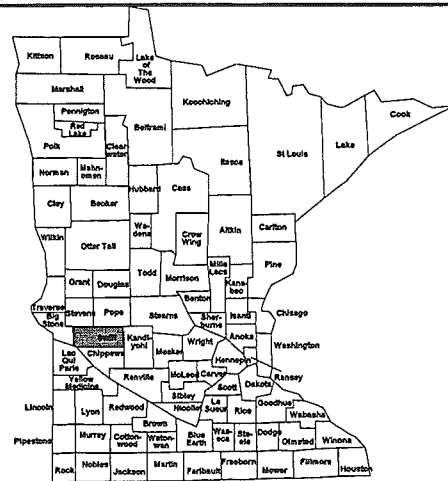 Kittson
Roseau
Lake
of
The
Wood
Marshall
Koochiching
Cook
Pennington
Red
Lake
Beltrami
Polk
Clear-
water
Itasca
St Louis
Lake
Norman
Mahn-
omen
Hubbard
Cass
Clay
Becker
Wa-
dena
Crow
Wing
Aitkin
Carlton
Wilkin
Otter Tail
Pine
Todd
Morrison
Mille
Lacs
Kana-
bec
Grant
Douglas
Benton
Traverse
Big
Stone
Stevens
Pope
Stearns
Sher-
burne
Island
Chisago
Anoka
Swift
Kandi-
yohi
Wright
Washington
Lac
Qui
Parle
Chippewa
Meeker
Hennepin
Ramsey
Yellow
Medicine
Renville
McLeod
Carver
Scott
Dakota
Sibley
Lincoln
Lyon
Redwood
Nicollet
Le
Sueur
Rice
Goodhue
Wabasha
Brown
Pipestone
Murray
Cotton-
wood
Waton-
wan
Blue
Earth
Was-
eca
Ste-
ele
Dodge
Olmsted
Winona
Rock
Nobles
Jackson
Martin
Faribault
Freeborn
Mower
Fillmore
Houston